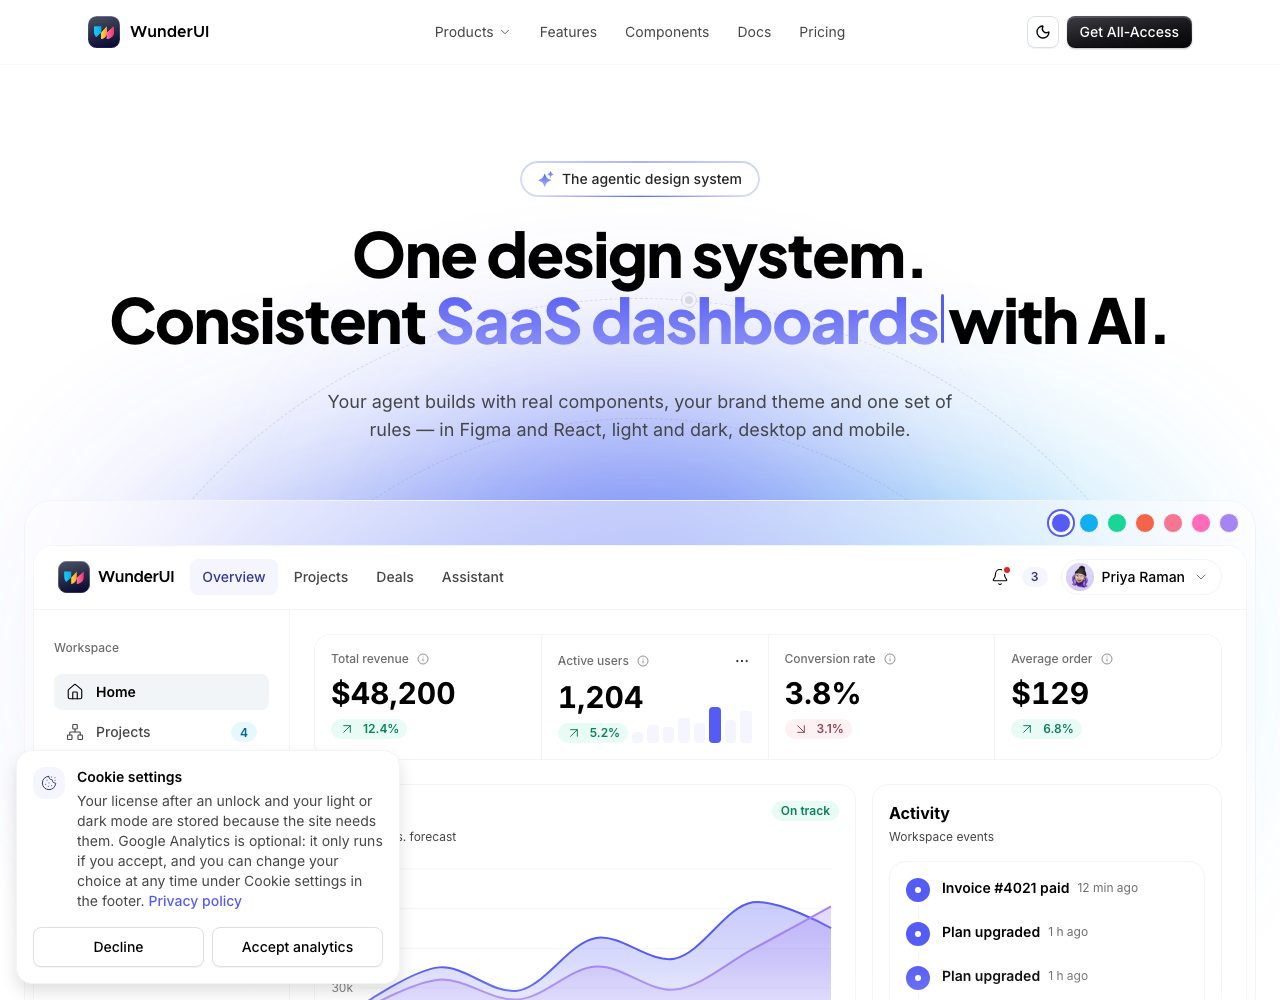 WunderUI
Products
Features
Components
Docs
Pricing
Get All-Access
The agentic design system
One design system.
Consistent SaaS dashboards with AI.
Your agent builds with real components, your brand theme and one set of
rules — in Figma and React, light and dark, desktop and mobile.
WunderUI
Overview
Projects
Deals
Assistant
3
Priya Raman
Workspace
Home
Projects
4
Total revenue
$48,200
12.4%
Active users
1,204
5.2%
Conversion rate
3.8%
3.1%
Average order
$129
6.8%
On track
s. forecast
30k
Activity
Workspace events
Invoice #4021 paid 12 min ago
Plan upgraded 1 h ago
Plan upgraded 1 h ago
Cookie settings
Your license after an unlock and your light or
dark mode are stored because the site needs
them. Google Analytics is optional: it only runs
if you accept, and you can change your
choice at any time under Cookie settings in
the footer. Privacy policy
Decline
Accept analytics